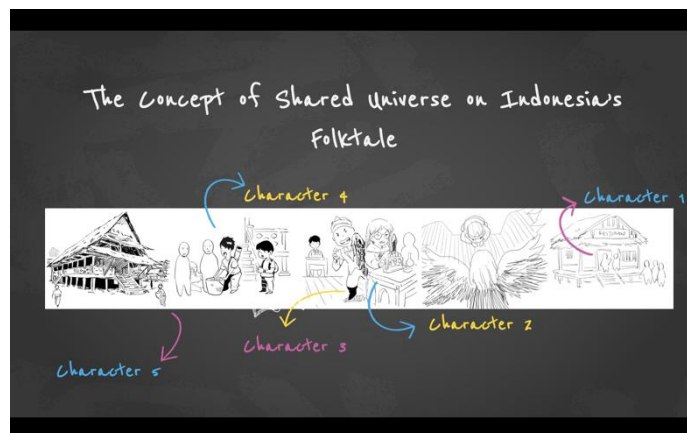 The Concept of Shared Universe on Indonesia's
Folktale
Character 4
Character 1
Character 2
Character 3
Character 5